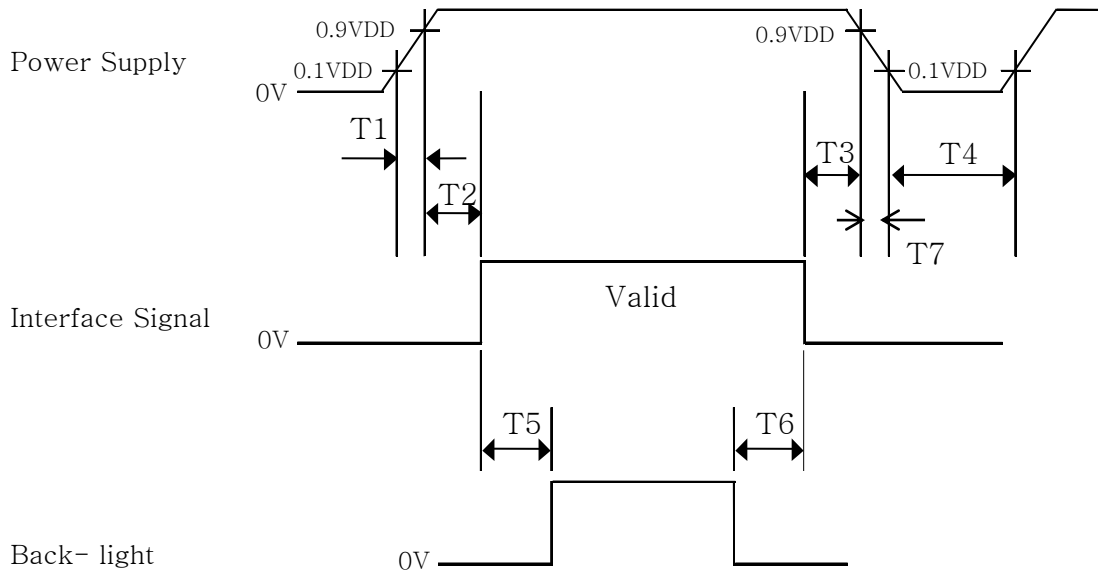 0.9VDD
0.9VDD
Power Supply
0.1VDD
0.1VDD
0V
T1
T3
T4
T2
T7
Valid
Interface Signal
0V
T5
T6
Back- light
0V